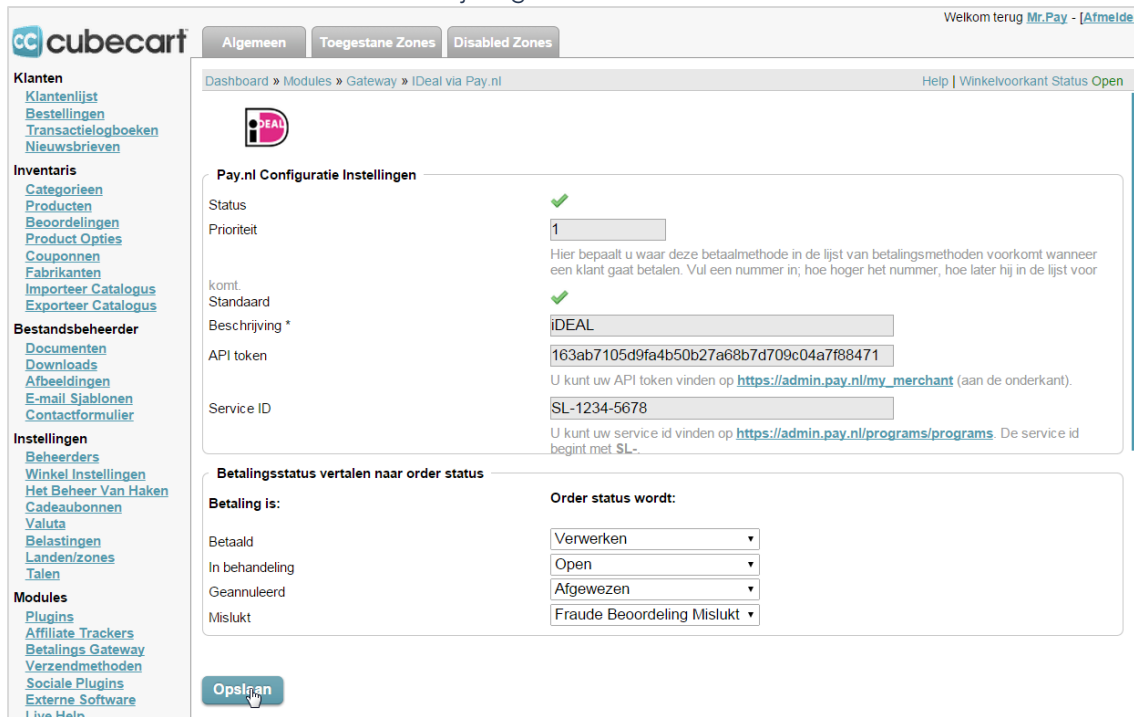 Welkom terug Mr.Pay - [Afmelde
cc cubecart
Algemeen
Toegestane Zones
Disabled Zones
Dashboard » Modules » Gateway » IDeal via Pay.nl
Help | Winkelvoorkant Status Open
Klanten
Klantenlijst
Bestellingen
Transactielogboeken
Nieuwsbrieven
Inventaris
Categorieen
Producten
Beoordelingen
Product Opties
Couponnen
Fabrikanten
Importeer Catalogus
Exporteer Catalogus
Bestandsbeheerder
Documenten
Downloads
Afbeeldingen
E-mail Sjablonen
Contactformulier
Instellingen
Beheerders
Winkel Instellingen
Het Beheer Van Haken
Cadeaubonnen
Valuta
Belastingen
Landen/zones
Talen
Modules
Plugins
Affiliate Trackers
Betalings Gateway
Verzendmethoden
Sociale Plugins
Externe Software
Live Help
iDEAL
Pay.nl Configuratie Instellingen
Status
Prioriteit
1
Hier bepaalt u waar deze betaalmethode in de lijst van betalingsmethoden voorkomt wanneer
een klant gaat betalen. Vul een nummer in; hoe hoger het nummer, hoe later hij in de lijst voor
komt.
Standaard
Beschrijving *
iDEAL
API token
163ab7105d9fa4b50b27a68b7d709c04a7f88471
U kunt uw API token vinden op https://admin.pay.nl/my_merchant (aan de onderkant).
Service ID
SL-1234-5678
U kunt uw service id vinden op https://admin.pay.nl/programs/programs. De service id
begint met SL-.
Betalingsstatus vertalen naar order status
Betaling is:
Order status wordt:
Betaald
Verwerken
In behandeling
Open
Geannuleerd
Afgewezen
Mislukt
Fraude Beoordeling Mislukt
Opslaan